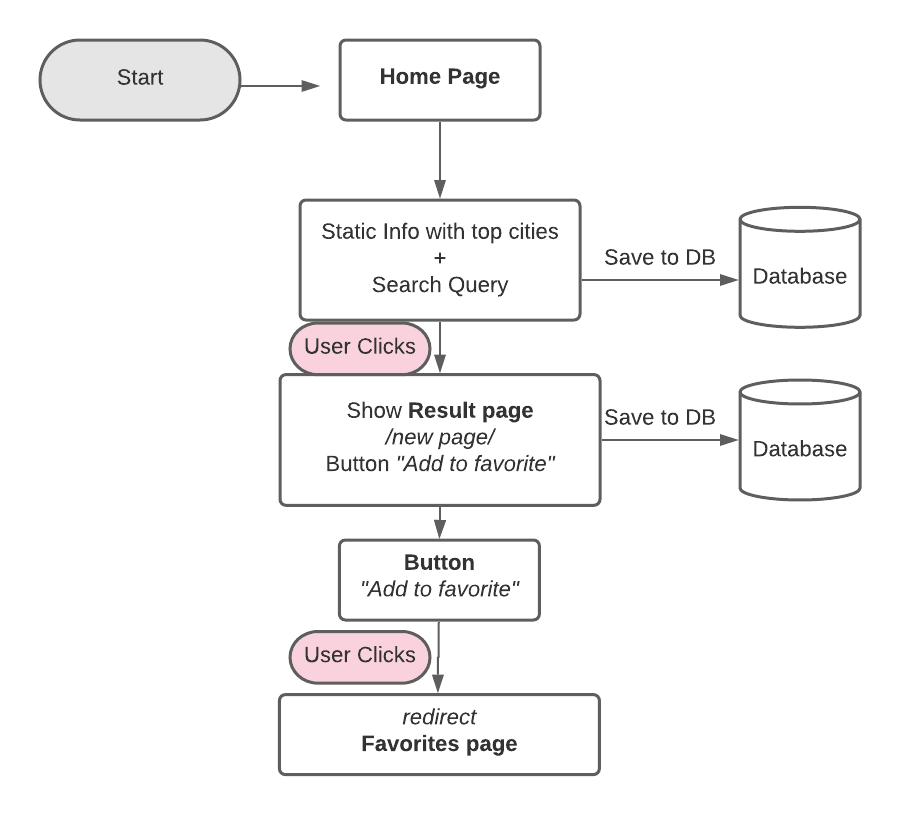 Start
Home Page
Static Info with top cities
+
Search Query
Save to DB
Database
User Clicks
Show Result page
/new page/
Button "Add to favorite"
Save to DB
Database
Button
"Add to favorite"
User Clicks
redirect
Favorites page